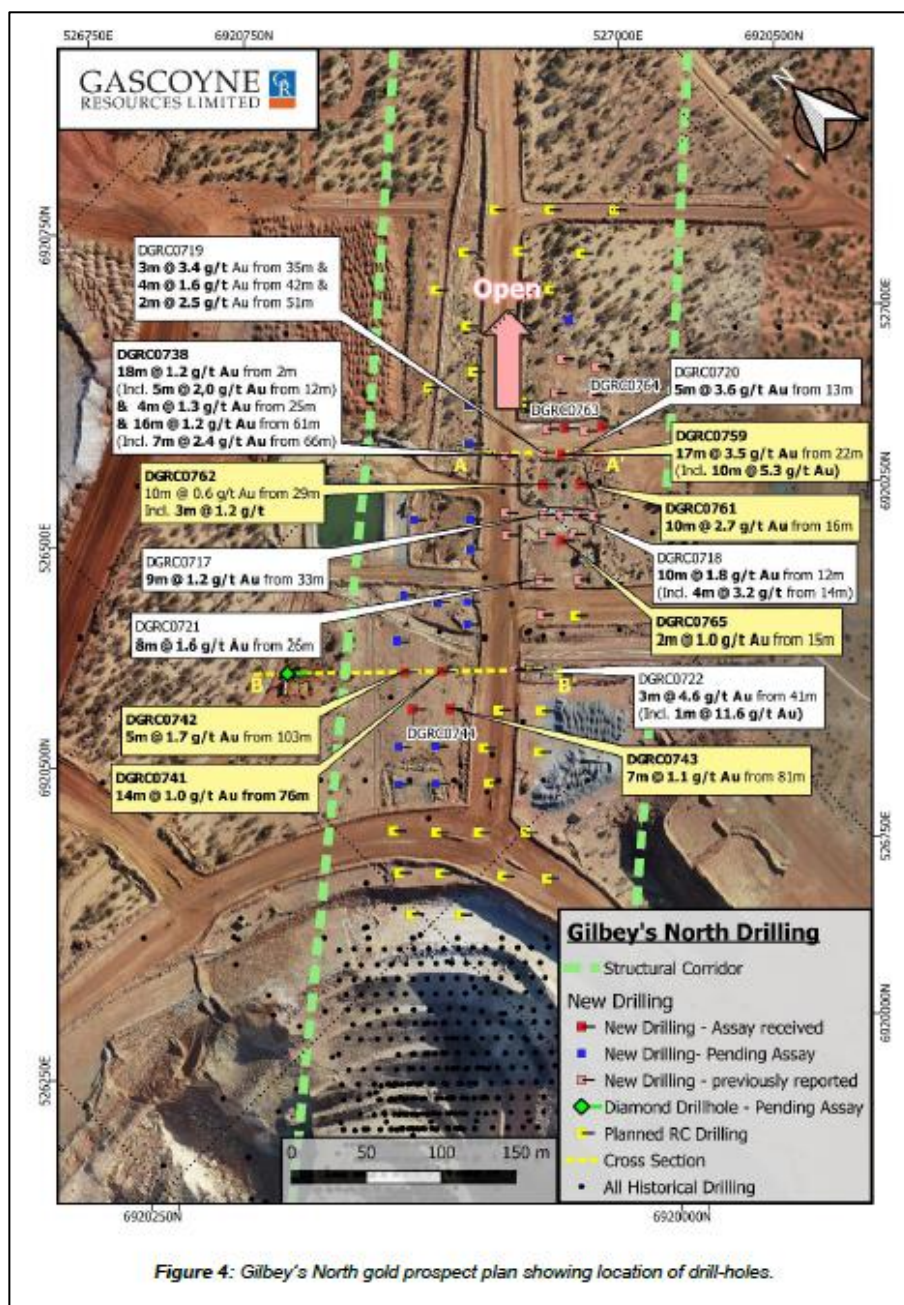 526750E
6920750N
527000E
6920500N
GASCOYNE
RESOURCES LIMITED
GR
N
6920750N
527000E
DGRC0719
3m @ 3.4 g/t Au from 35m &
4m @ 1.6 g/t Au from 42m &
2m @ 2.5 g/t Au from 51m
Open
DGRC0738
18m @ 1.2 g/t Au from 2m
(Incl. 5m @ 2.0 g/t Au from 12m)
& 4m @ 1.3 g/t Au from 25m
& 16m @ 1.2 g/t Au from 61m
(Incl. 7m @ 2.4 g/t Au from 66m)
DGRC0764
DGRC0763
DGRC0720
5m @ 3.6 g/t Au from 13m
A
A'
DGRC0759
17m @ 3.5 g/t Au from 22m
(Incl. 10m @ 5.3 g/t Au)
6920250N
DGRC0762
10m @ 0.6 g/t Au from 29m
Incl. 3m @ 1.2 g/t
DGRC0761
10m @ 2.7 g/t Au from 16m
526500E
DGRC0717
9m @ 1.2 g/t Au from 33m
DGRC0718
10m @ 1.8 g/t Au from 12m
(Incl. 4m @ 3.2 g/t from 14m)
DGRC0721
8m @ 1.6 g/t Au from 26m
DGRC0765
2m @ 1.0 g/t Au from 15m
B
B'
DGRC0722
3m @ 4.6 g/t Au from 41m
(Incl. 1m @ 11.6 g/t Au)
DGRC0742
5m @ 1.7 g/t Au from 103m
DGRC0744
DGRC0743
7m @ 1.1 g/t Au from 81m
DGRC0741
14m @ 1.0 g/t Au from 76m
6920500N
526750E
Gilbey's North Drilling
Structural Corridor
New Drilling
New Drilling - Assay received
New Drilling- Pending Assay
New Drilling - previously reported
Diamond Drillhole - Pending Assay
Planned RC Drilling
Cross Section
All Historical Drilling
6920000N
526250E
0 50 100 150 m
6920250N
6920000N
Figure 4: Gilbey's North gold prospect plan showing location of drill-holes.